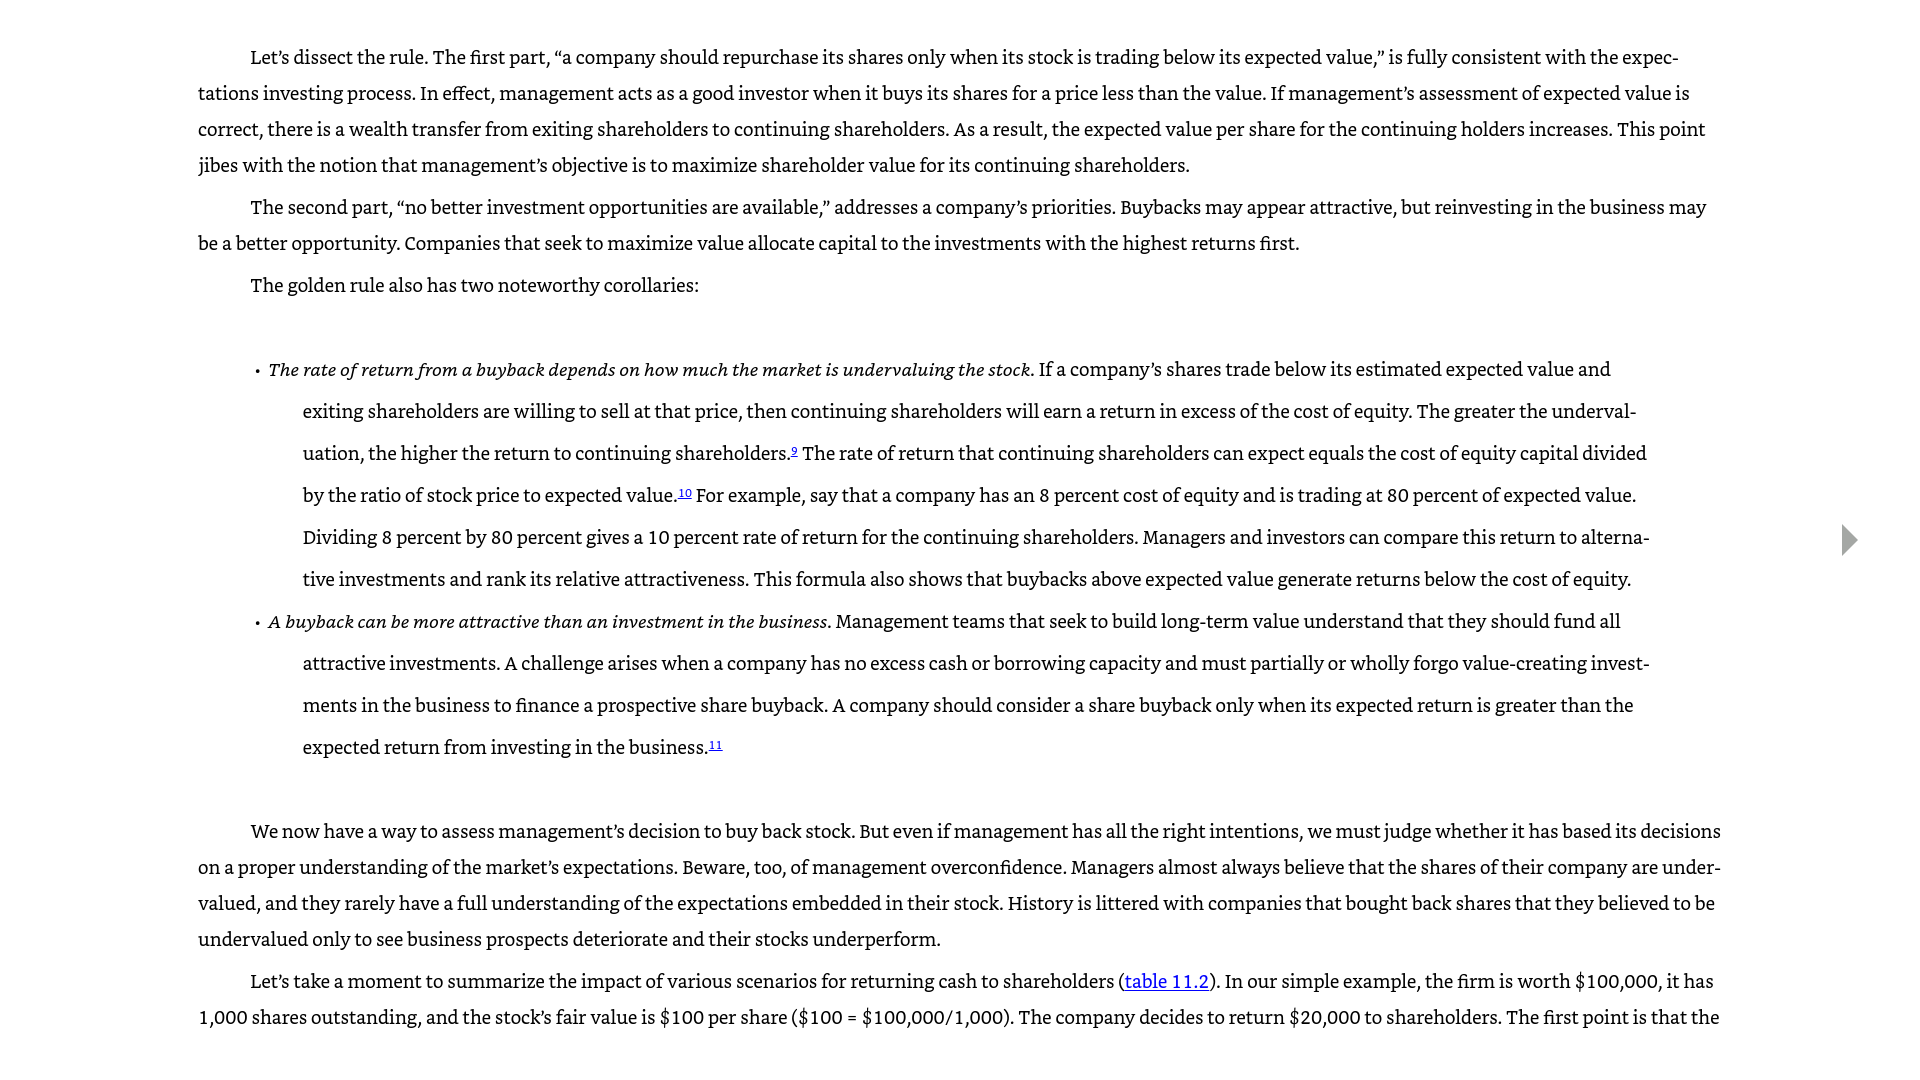 Let’s dissect the rule. The first part, “a company should repurchase its shares only when its stock is trading below its expected value,” is fully consistent with the expec-
tations investing process. In effect, management acts as a good investor when it buys its shares for a price less than the value. If management’s assessment of expected value is
correct, there is a wealth transfer from exiting shareholders to continuing shareholders. As a result, the expected value per share for the continuing holders increases. This point
jibes with the notion that management’s objective is to maximize shareholder value for its continuing shareholders.
The second part, “no better investment opportunities are available,” addresses a company’s priorities. Buybacks may appear attractive, but reinvesting in the business may
be a better opportunity. Companies that seek to maximize value allocate capital to the investments with the highest returns first.
The golden rule also has two noteworthy corollaries:
• The rate of return from a buyback depends on how much the market is undervaluing the stock. If a company’s shares trade below its estimated expected value and
exiting shareholders are willing to sell at that price, then continuing shareholders will earn a return in excess of the cost of equity. The greater the underval-
uation, the higher the return to continuing shareholders.9 The rate of return that continuing shareholders can expect equals the cost of equity capital divided
by the ratio of stock price to expected value.10 For example, say that a company has an 8 percent cost of equity and is trading at 80 percent of expected value.
Dividing 8 percent by 80 percent gives a 10 percent rate of return for the continuing shareholders. Managers and investors can compare this return to alterna-
tive investments and rank its relative attractiveness. This formula also shows that buybacks above expected value generate returns below the cost of equity.
• A buyback can be more attractive than an investment in the business. Management teams that seek to build long-term value understand that they should fund all
attractive investments. A challenge arises when a company has no excess cash or borrowing capacity and must partially or wholly forgo value-creating invest-
ments in the business to finance a prospective share buyback. A company should consider a share buyback only when its expected return is greater than the
expected return from investing in the business.11
We now have a way to assess management’s decision to buy back stock. But even if management has all the right intentions, we must judge whether it has based its decisions
on a proper understanding of the market’s expectations. Beware, too, of management overconfidence. Managers almost always believe that the shares of their company are under-
valued, and they rarely have a full understanding of the expectations embedded in their stock. History is littered with companies that bought back shares that they believed to be
undervalued only to see business prospects deteriorate and their stocks underperform.
Let’s take a moment to summarize the impact of various scenarios for returning cash to shareholders (table 11.2). In our simple example, the firm is worth $100,000, it has
1,000 shares outstanding, and the stock’s fair value is $100 per share ($100 = $100,000/1,000). The company decides to return $20,000 to shareholders. The first point is that the